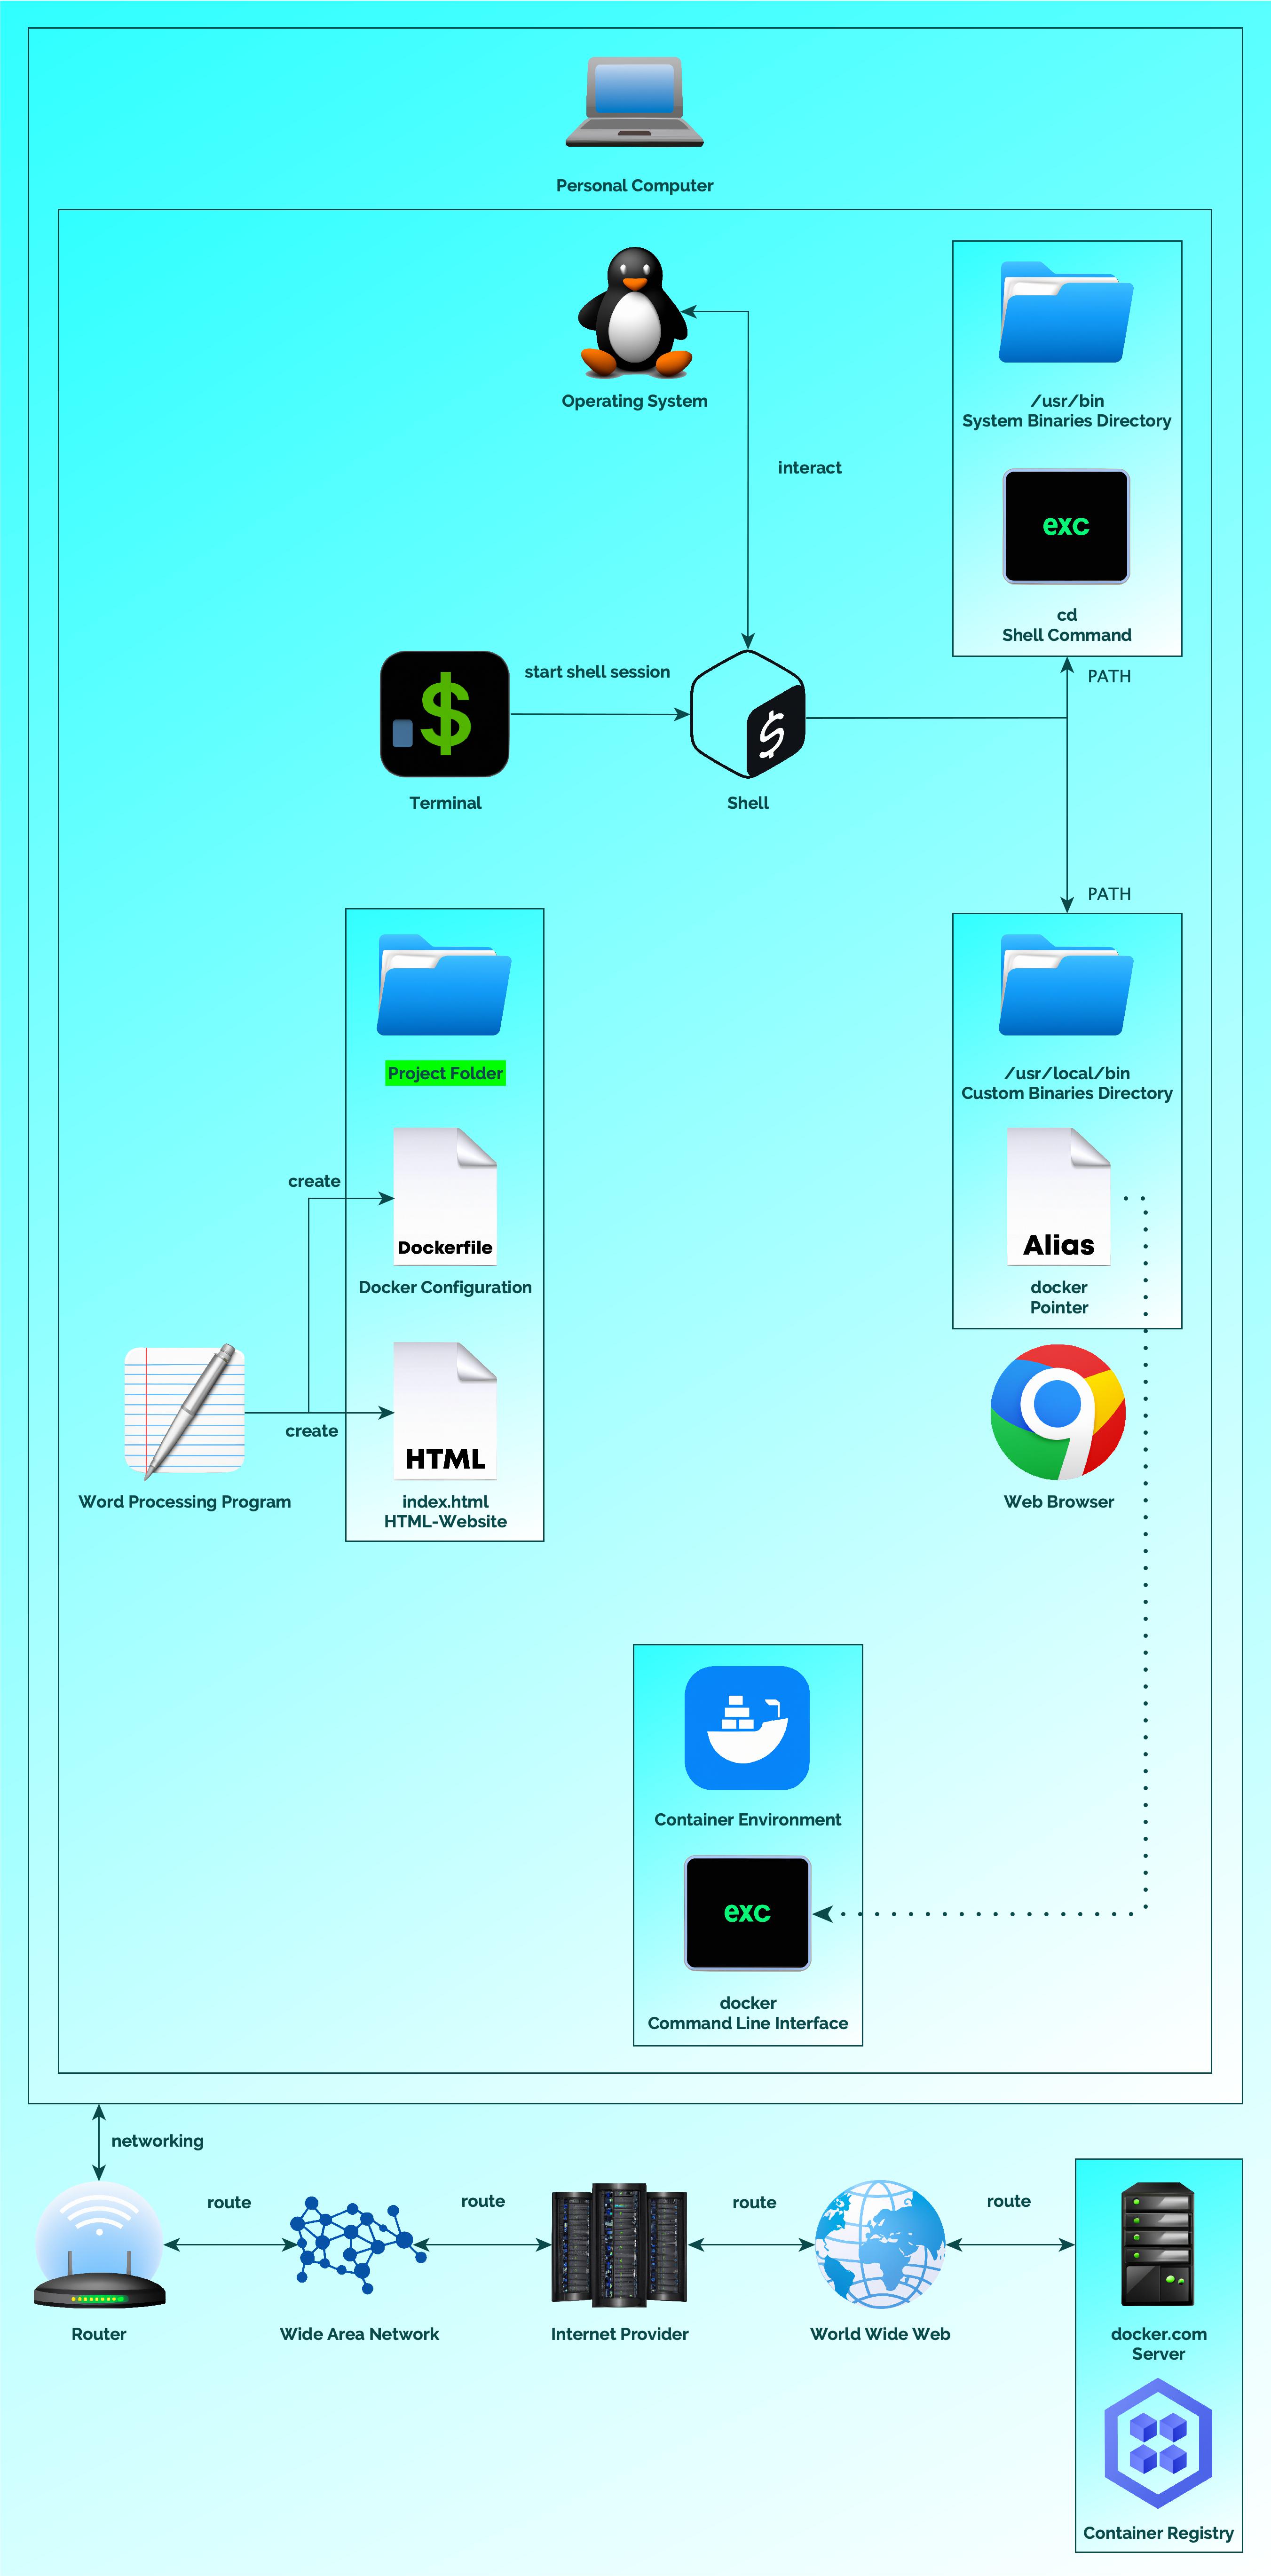 Personal Computer
Operating System
/usr/bin
System Binaries Directory
interact
exc
cd
Shell Command
start shell session
PATH
$
$
Terminal
Shell
PATH
Project Folder
/usr/local/bin
Custom Binaries Directory
create
Dockerfile
Docker Configuration
Alias
docker
Pointer
create
HTML
Word Processing Program
index.html
HTML-Website
Web Browser
Container Environment
exc
docker
Command Line Interface
networking
route
route
route
route
Router
Wide Area Network
Internet Provider
World Wide Web
docker.com
Server
Container Registry